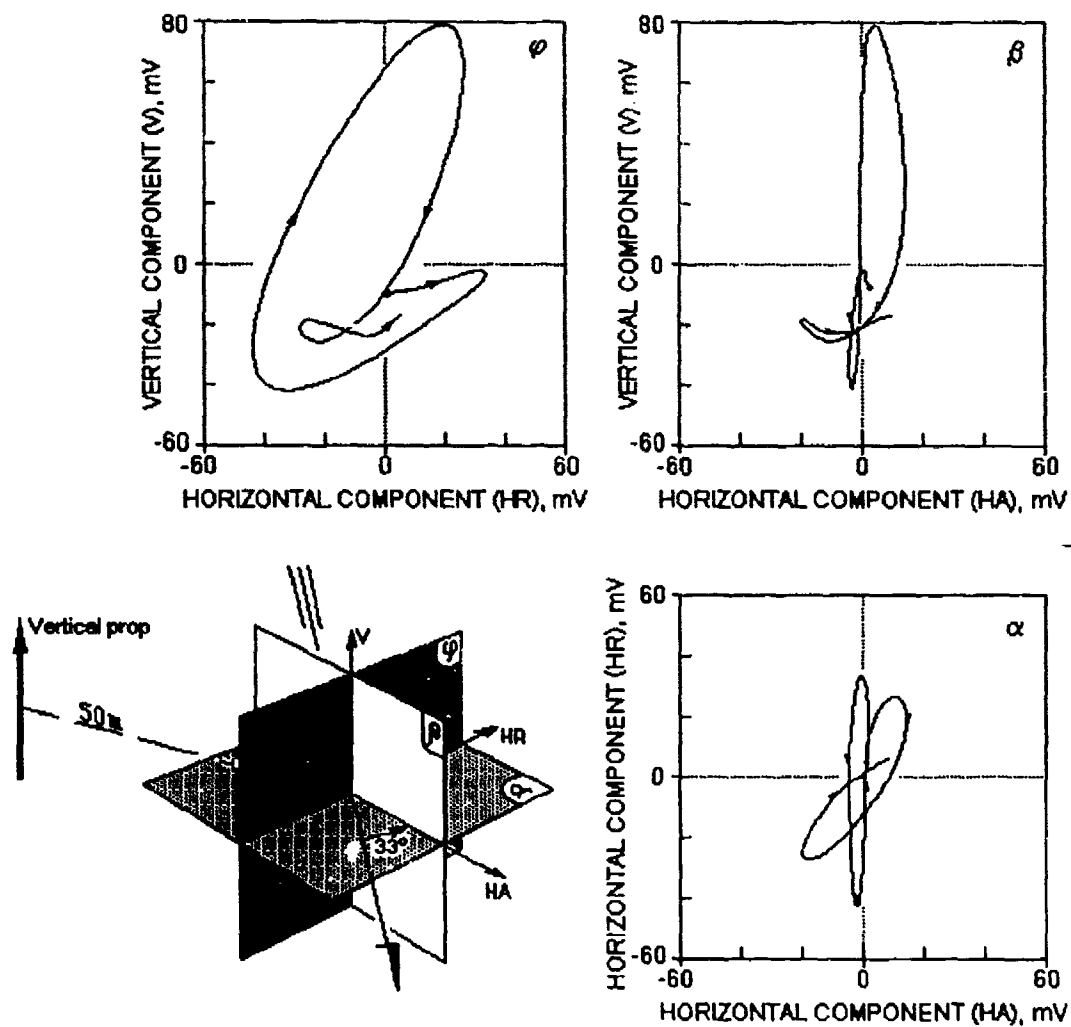 80
φ
VERTICAL COMPONENT (V), mV
0
-60
-60
0
60
HORIZONTAL COMPONENT (HR), mV
80
β
VERTICAL COMPONENT (V), mV
0
-60
-60
0
60
HORIZONTAL COMPONENT (HA), mV
Vertical prop
50m
V
φ
β
HR
α
33°
HA
60
α
HORIZONTAL COMPONENT (HR), mV
0
-60
-60
0
60
HORIZONTAL COMPONENT (HA), mV